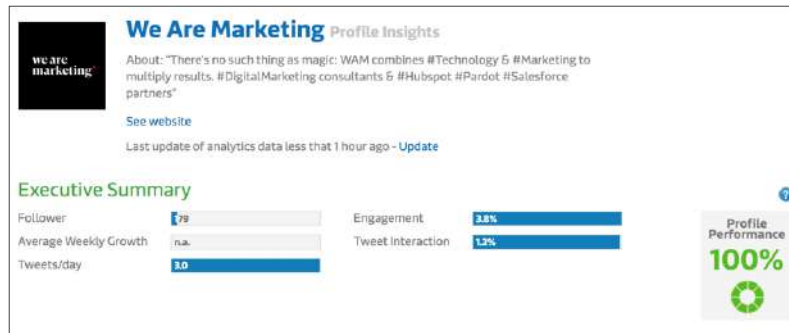 we are
marketing
We Are Marketing Profile Insights
About: "There's no such thing as magic: WAM combines #Technology & #Marketing to
multiply results. #DigitalMarketing consultants & #Hubspot #Pardot #Salesforce
partners"
See website
Last update of analytics data less that 1 hour ago - Update
Executive Summary
?
Follower 79
Engagement 3.8%
Average Weekly Growth n.a.
Tweet Interaction 1.2%
Tweets/day 3.0
Profile
Performance
100%